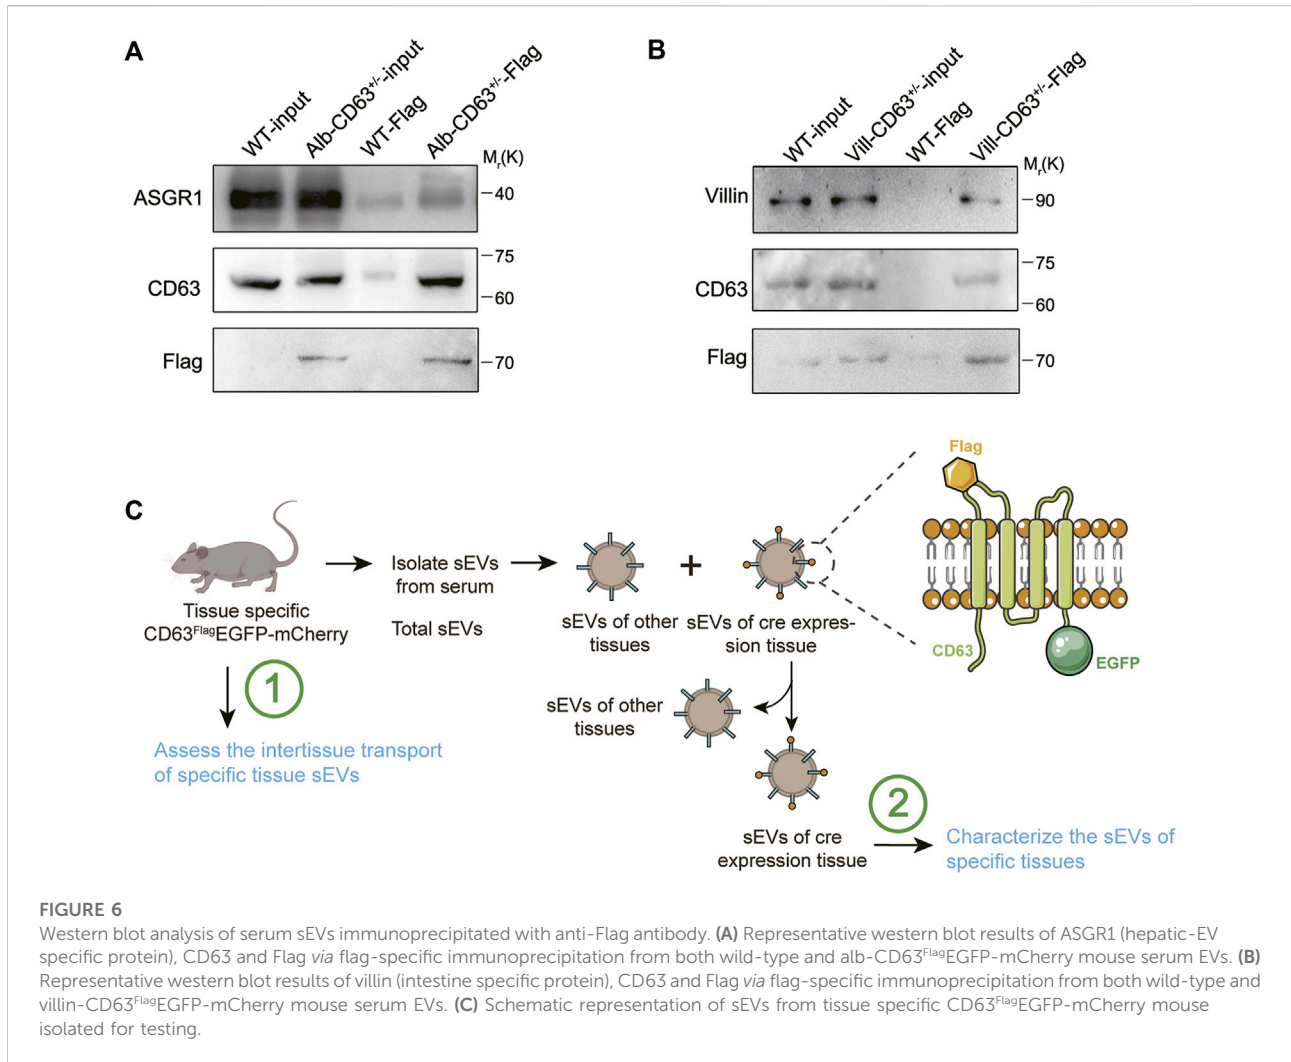 A
WT-input
Alb-CD63+/--input
WT-Flag
Alb-CD63+/--Flag
Mr(K)
ASGR1
40
CD63
75
60
Flag
70
B
WT-input
Vill-CD63+/--input
WT-Flag
Vill-CD63+/--Flag
Mr(K)
Villin
90
CD63
75
60
Flag
70
C
Tissue specific
CD63FlagEGFP-mCherry
Isolate sEVs
from serum
Total sEVs
+
sEVs of other
tissues
sEVs of cre expres-
sion tissue
Flag
CD63
EGFP
1
Assess the intertissue transport
of specific tissue sEVs
sEVs of other
tissues
sEVs of cre
expression tissue
2
Characterize the sEVs of
specific tissues
FIGURE 6
Western blot analysis of serum sEVs immunoprecipitated with anti-Flag antibody. (A) Representative western blot results of ASGR1 (hepatic-EV
specific protein), CD63 and Flag via flag-specific immunoprecipitation from both wild-type and alb-CD63FlagEGFP-mCherry mouse serum EVs. (B)
Representative western blot results of villin (intestine specific protein), CD63 and Flag via flag-specific immunoprecipitation from both wild-type and
villin-CD63FlagEGFP-mCherry mouse serum EVs. (C) Schematic representation of sEVs from tissue specific CD63FlagEGFP-mCherry mouse
isolated for testing.